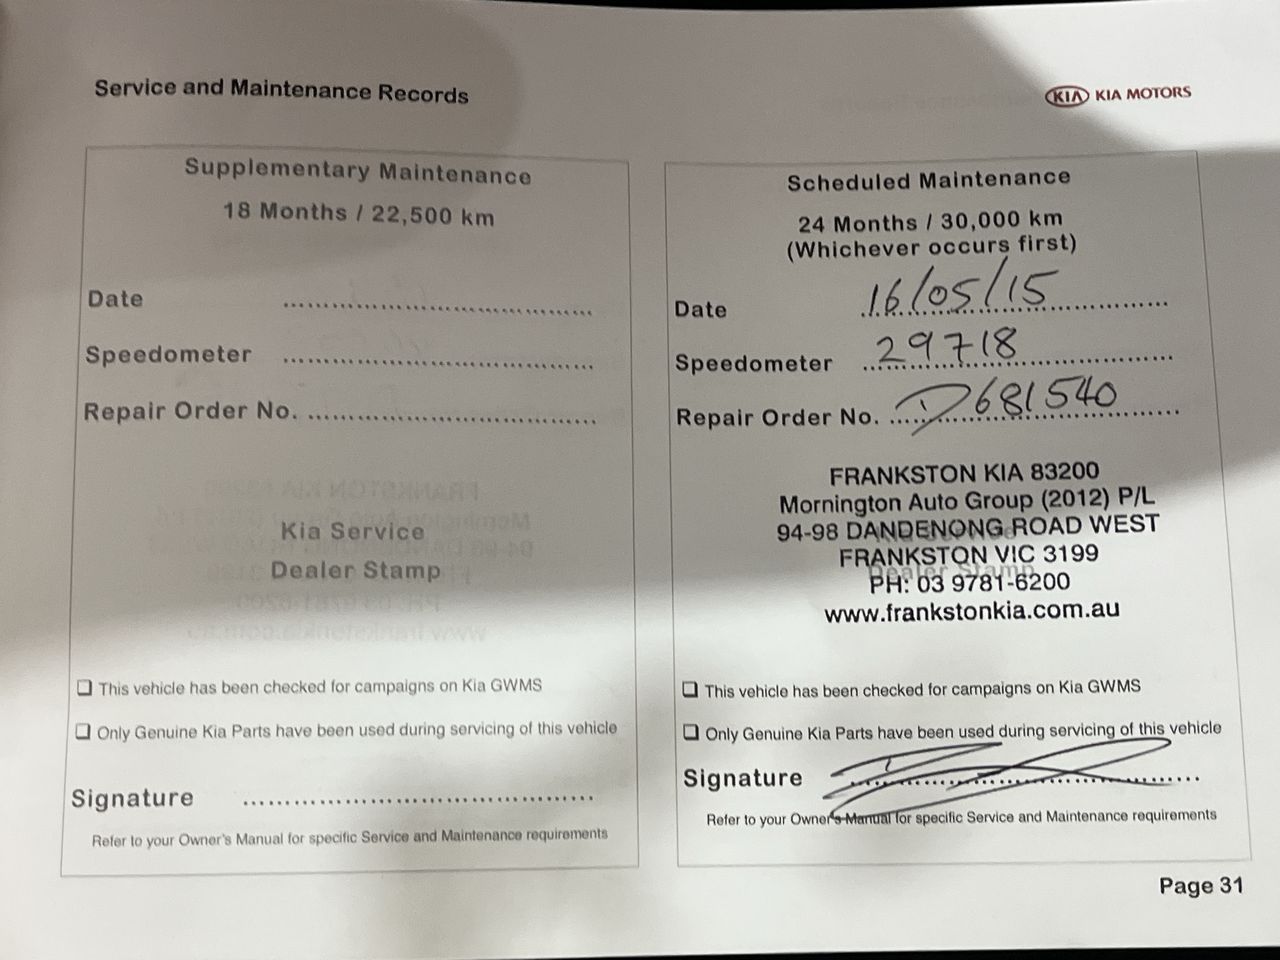 Service and Maintenance Records
KIA KIA MOTORS
Supplementary Maintenance
18 Months / 22,500 km
Date ........................................
Speedometer ........................................
Repair Order No. ........................................
Kia Service
Dealer Stamp
❑ This vehicle has been checked for campaigns on Kia GWMS
❑ Only Genuine Kia Parts have been used during servicing of this vehicle
Signature ........................................
Refer to your Owner's Manual for specific Service and Maintenance requirements
Scheduled Maintenance
24 Months / 30,000 km
(Whichever occurs first)
Date 16/05/15
Speedometer 29718
Repair Order No. D681540
FRANKSTON KIA 83200
Mornington Auto Group (2012) P/L
94-98 DANDENONG ROAD WEST
FRANKSTON VIC 3199
Dealer Stamp
PH: 03 9781-6200
www.frankstonkia.com.au
❑ This vehicle has been checked for campaigns on Kia GWMS
❑ Only Genuine Kia Parts have been used during servicing of this vehicle
Signature ........................................
Refer to your Owner's Manual for specific Service and Maintenance requirements
Page 31